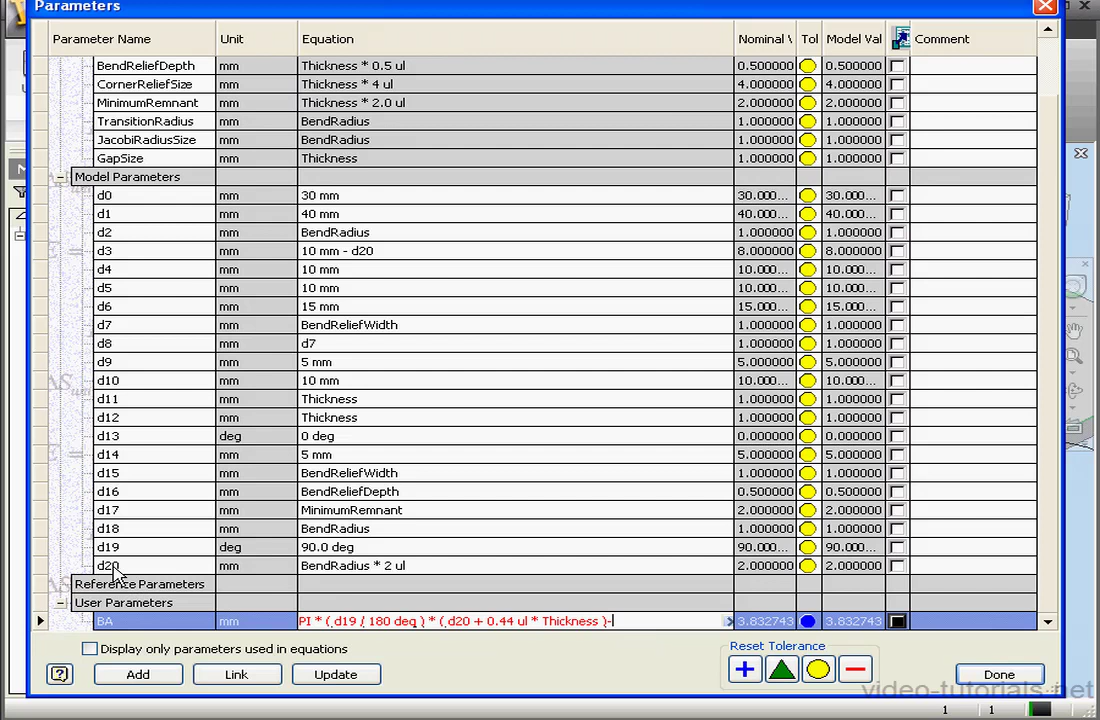 Parameters
Parameter Name Unit Equation Nominal \ Tol Model Val Comment
BendReliefDepth mm Thickness * 0.5 ul 0.500000 0.500000
CornerReliefSize mm Thickness * 4 ul 4.000000 4.000000
MinimumRemnant mm Thickness * 2.0 ul 2.000000 2.000000
TransitionRadius mm BendRadius 1.000000 1.000000
JacobiRadiusSize mm BendRadius 1.000000 1.000000
GapSize mm Thickness 1.000000 1.000000
Model Parameters
d0 mm 30 mm 30.000... 30.000...
d1 mm 40 mm 40.000... 40.000...
d2 mm BendRadius 1.000000 1.000000
d3 mm 10 mm - d20 8.000000 8.000000
d4 mm 10 mm 10.000... 10.000...
d5 mm 10 mm 10.000... 10.000...
d6 mm 15 mm 15.000... 15.000...
d7 mm BendReliefWidth 1.000000 1.000000
d8 mm d7 1.000000 1.000000
d9 mm 5 mm 5.000000 5.000000
d10 mm 10 mm 10.000... 10.000...
d11 mm Thickness 1.000000 1.000000
d12 mm Thickness 1.000000 1.000000
d13 deg 0 deg 0.000000 0.000000
d14 mm 5 mm 5.000000 5.000000
d15 mm BendReliefWidth 1.000000 1.000000
d16 mm BendReliefDepth 0.500000 0.500000
d17 mm MinimumRemnant 2.000000 2.000000
d18 mm BendRadius 1.000000 1.000000
d19 deg 90.0 deg 90.000... 90.000...
d20 mm BendRadius * 2 ul 2.000000 2.000000
Reference Parameters
User Parameters
BA mm PI * ( d19 / 180 deg ) * ( d20 + 0.44 ul * Thickness )- 3.832743 3.832743
Display only parameters used in equations
Reset Tolerance
Add Link Update Done
video-tutorials.net
1 1